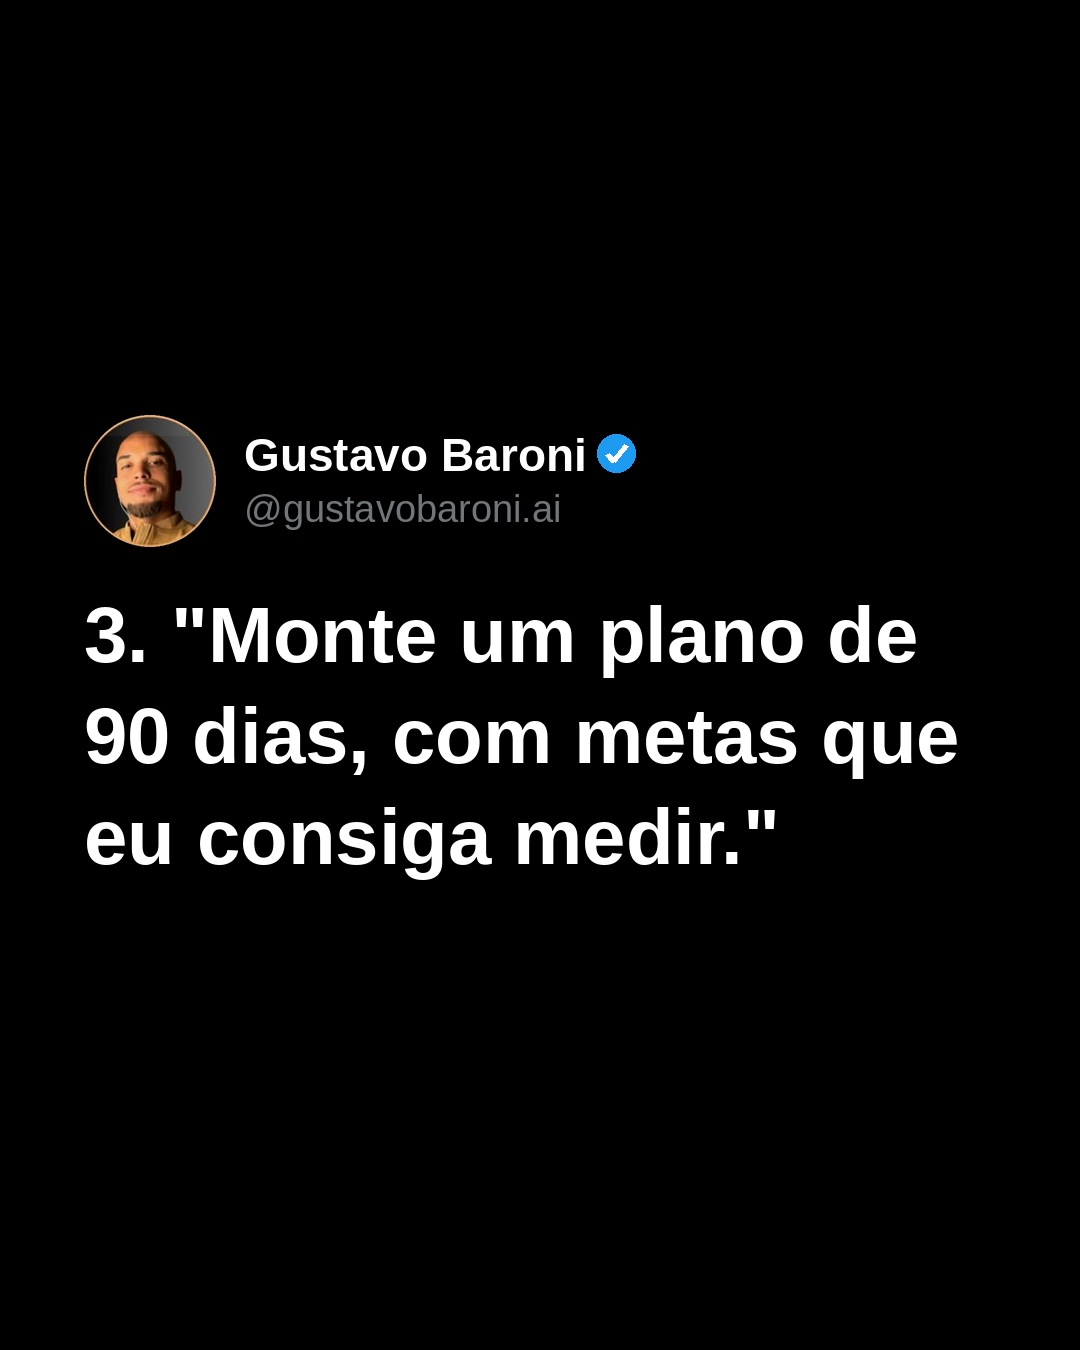 Gustavo Baroni
@gustavobaroni.ai
3. "Monte um plano de
90 dias, com metas que
eu consiga medir."